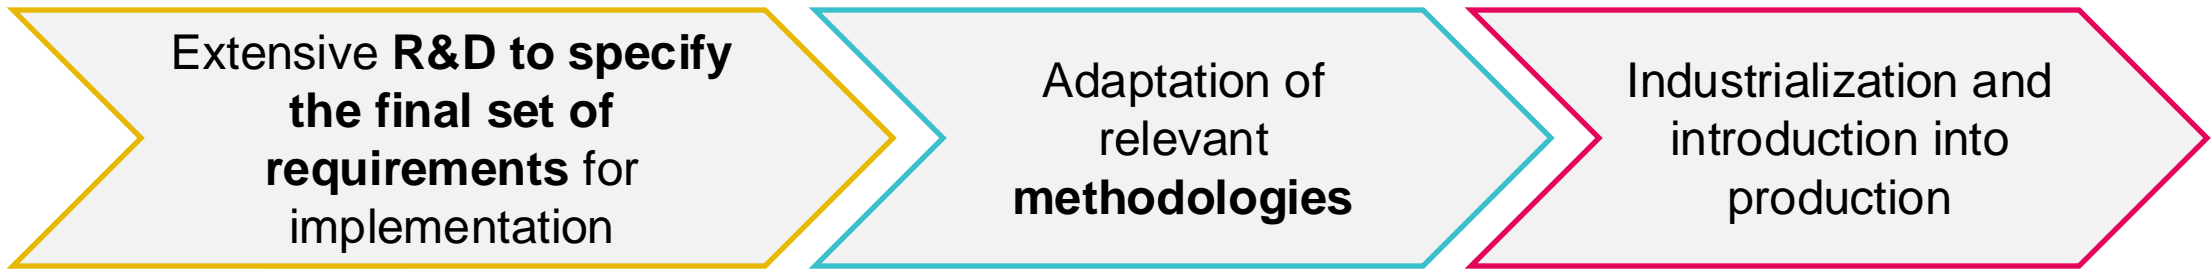 Extensive R&D to specify
the final set of
requirements for
implementation
Adaptation of
relevant
methodologies
Industrialization and
introduction into
production